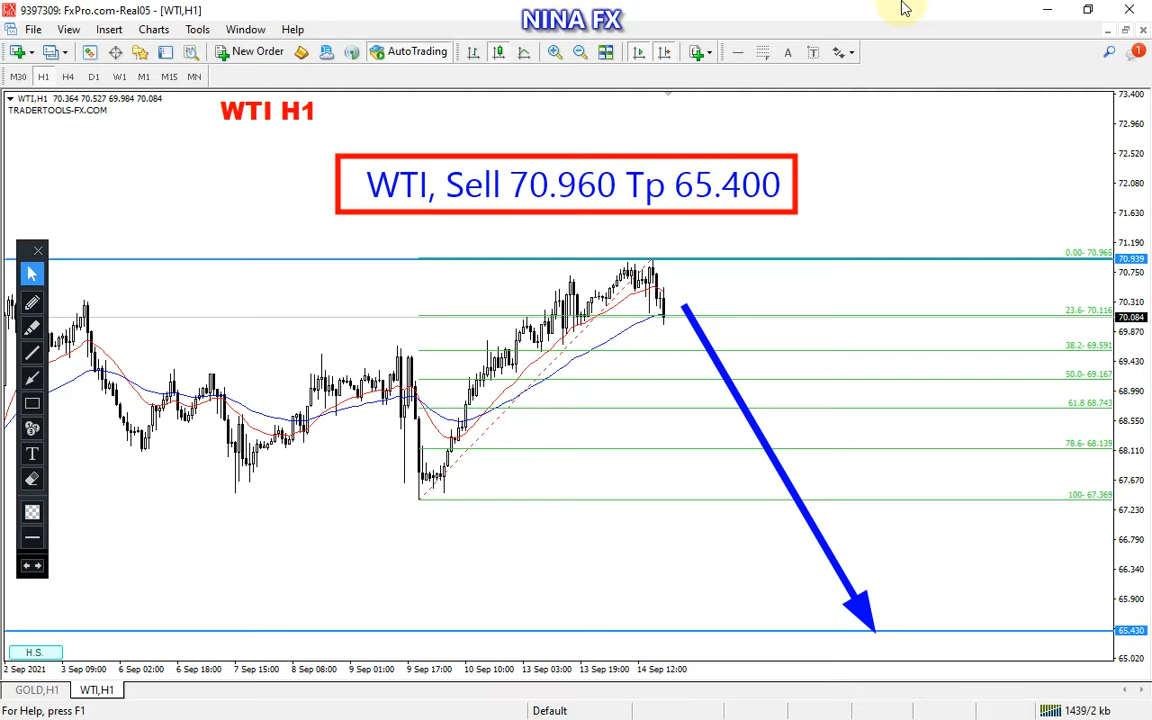 9397309: FxPro.com-Real05 - [WTI,H1]
NINA FX
File View Insert Charts Tools Window Help
New Order AutoTrading A T 1
M30 H1 H4 D1 W1 M1 M15 MN
WTI,H1 70.364 70.527 69.984 70.084
TRADERTOOLS-FX.COM
WTI H1
WTI, Sell 70.960 Tp 65.400
73.400
72.960
72.520
72.080
71.630
71.190
0.00- 70.965
70.939
70.750
70.310
23.6- 70.116
70.084
69.870
38.2- 69.591
69.430
50.0- 69.167
68.990
61.8 68.743
68.550
78.6- 68.139
68.110
67.670
100- 67.369
67.230
66.790
66.340
65.900
65.430
65.020
T
H.S.
2 Sep 2021 3 Sep 09:00 6 Sep 02:00 6 Sep 18:00 7 Sep 15:00 8 Sep 08:00 9 Sep 01:00 9 Sep 17:00 10 Sep 10:00 13 Sep 03:00 13 Sep 19:00 14 Sep 12:00
GOLD,H1 WTI,H1
For Help, press F1 Default 1439/2 kb